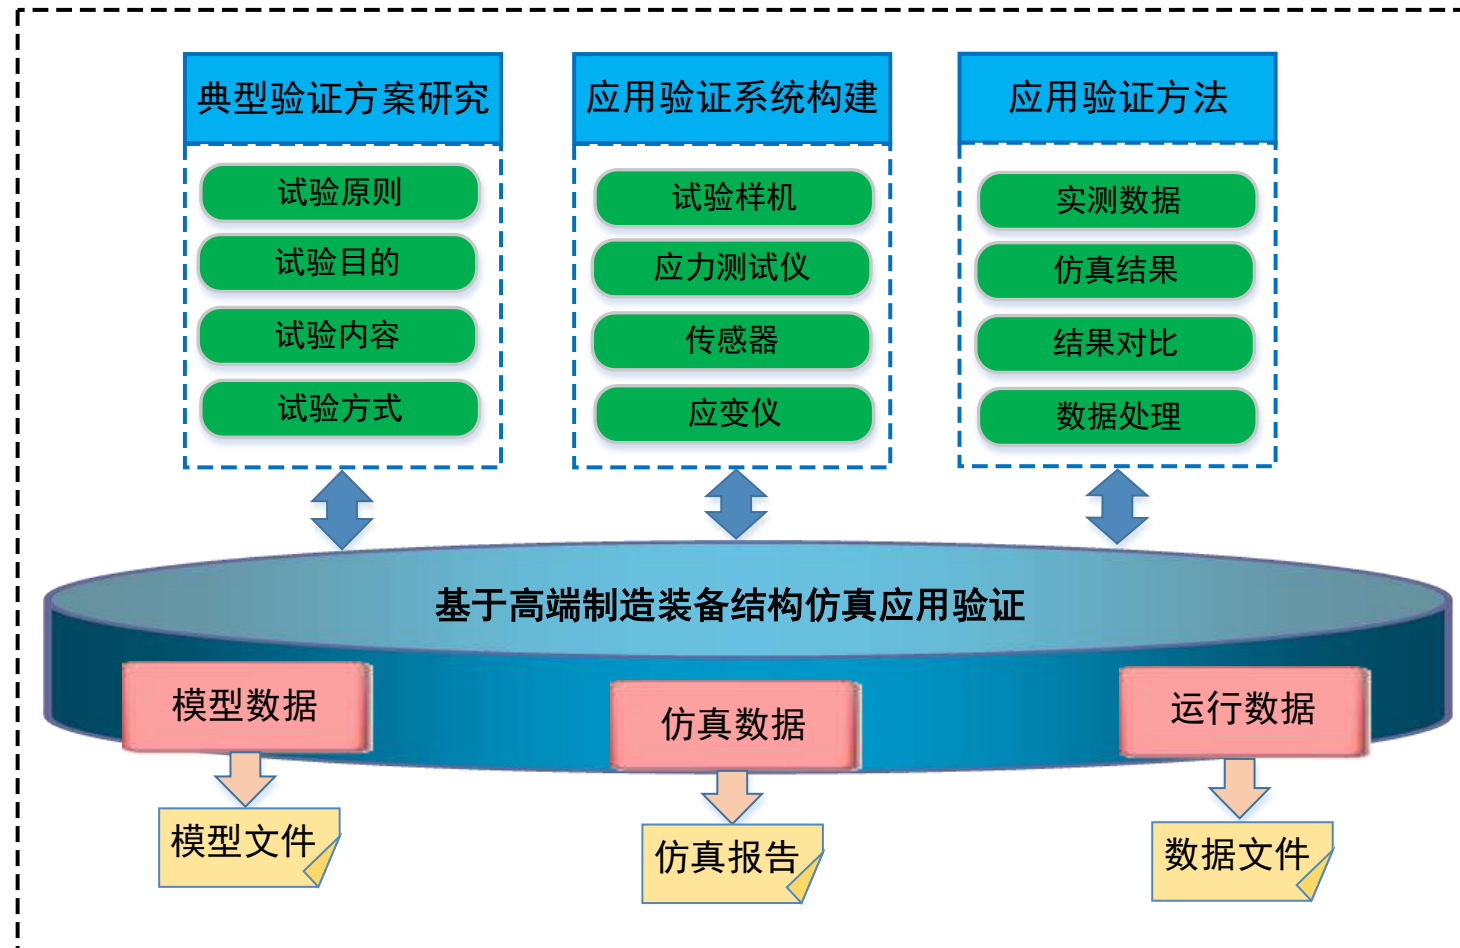 典型验证方案研究
试验原则
试验目的
试验内容
试验方式
应用验证系统构建
试验样机
应力测试仪
传感器
应变仪
应用验证方法
实测数据
仿真结果
结果对比
数据处理
基于高端制造装备结构仿真应用验证
模型数据
仿真数据
运行数据
模型文件
仿真报告
数据文件